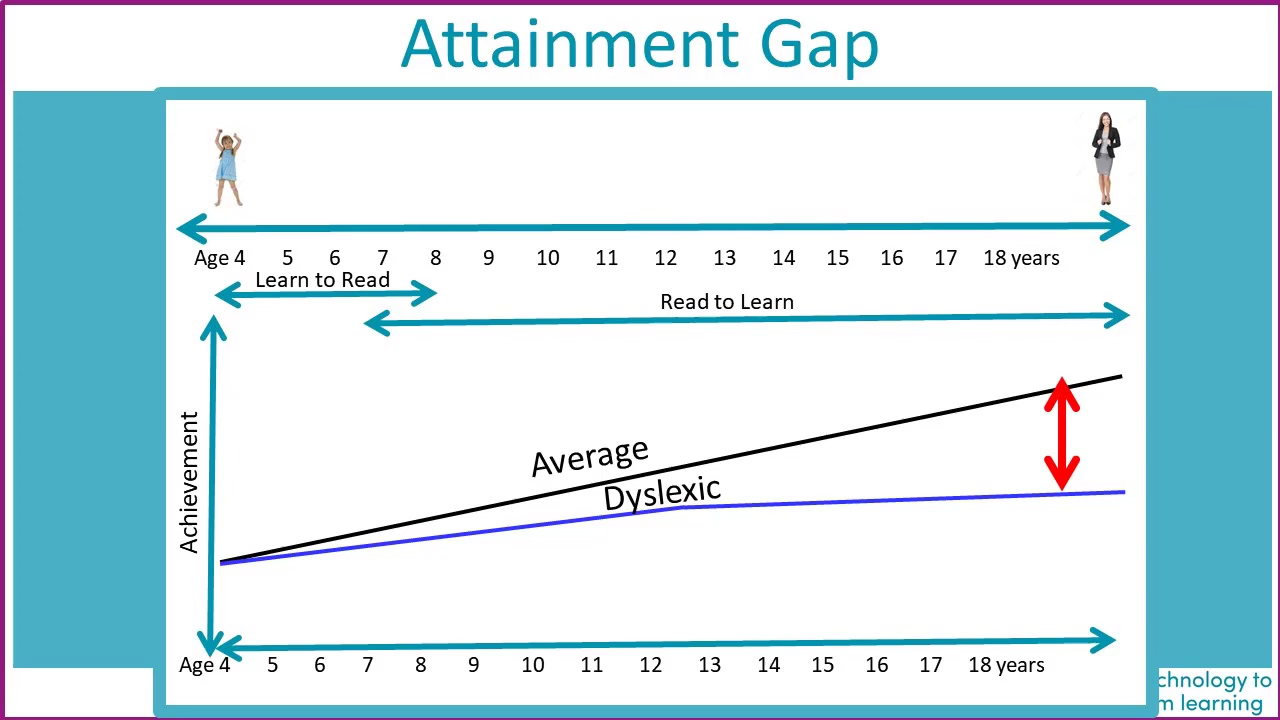 Attainment Gap
Age 4 5 6 7 8 9 10 11 12 13 14 15 16 17 18 years
Learn to Read
Read to Learn
Achievement
Average
Dyslexic
Age 4 5 6 7 8 9 10 11 12 13 14 15 16 17 18 years
chnology to
m learning